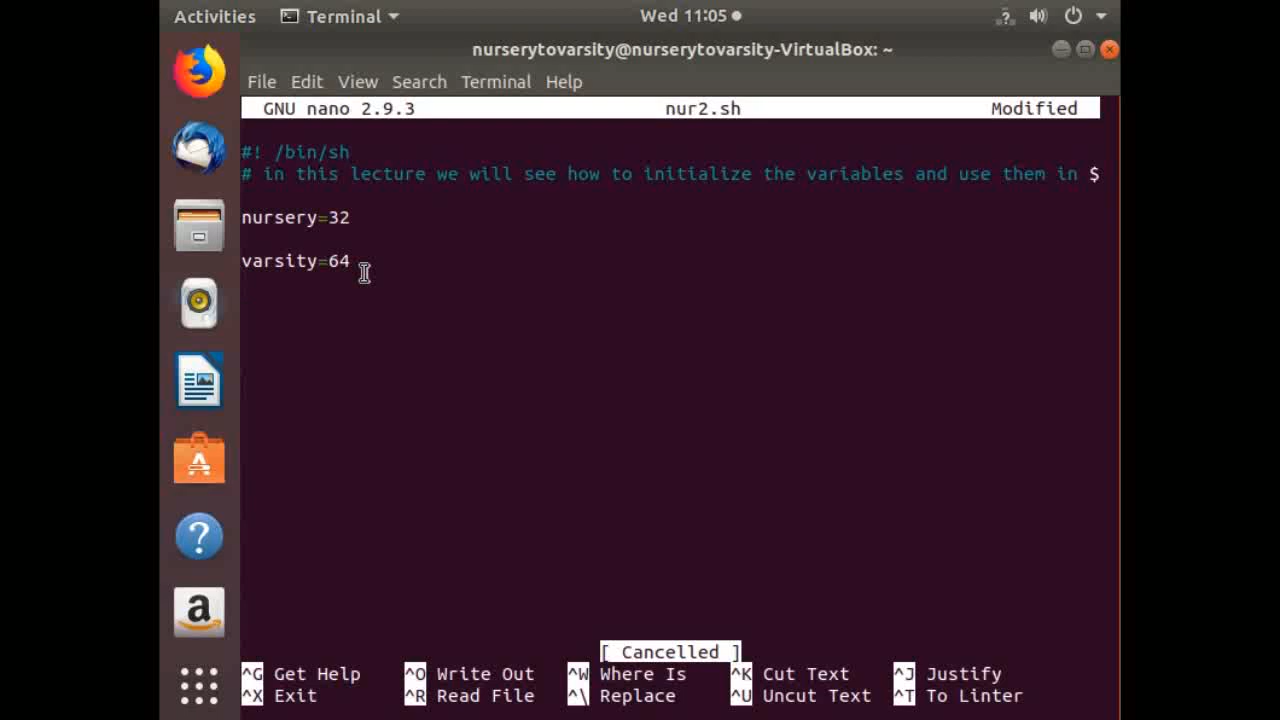 Activities Terminal Wed 11:05
nurserytovarsity@nurserytovarsity-VirtualBox: ~
File Edit View Search Terminal Help
GNU nano 2.9.3 nur2.sh Modified
#! /bin/sh
# in this lecture we will see how to initialize the variables and use them in $
nursery=32
varsity=64
[ Cancelled ]
^G Get Help ^O Write Out ^W Where Is ^K Cut Text ^J Justify
^X Exit ^R Read File ^\ Replace ^U Uncut Text ^T To Linter